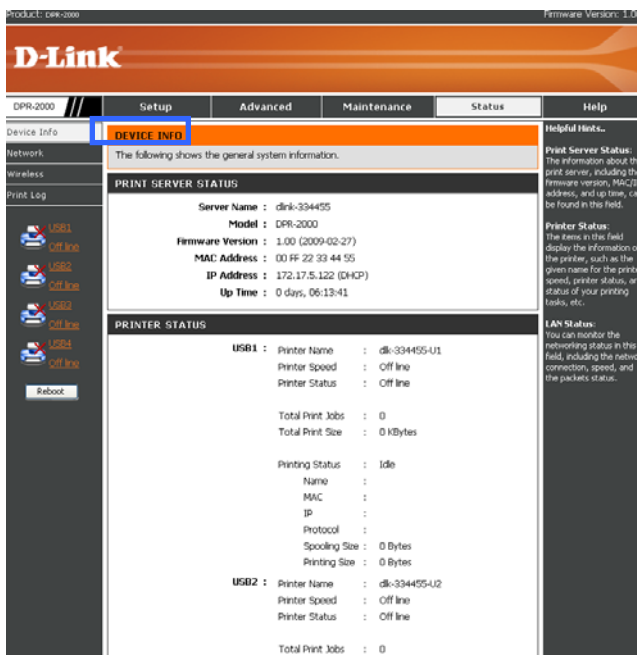 Product: DPR-2000
Firmware Version: 1.0
D-Link
DPR-2000
Setup
Advanced
Maintenance
Status
Help
Device Info
Network
Wireless
Print Log
USB1
Off line
USB2
Off line
USB3
Off line
USB4
Off line
Reboot
DEVICE INFO
The following shows the general system information.
PRINT SERVER STATUS
Server Name : dlink-334455
Model : DPR-2000
Firmware Version : 1.00 (2009-02-27)
MAC Address : 00 FF 22 33 44 55
IP Address : 172.17.5.122 (DHCP)
Up Time : 0 days, 06:13:41
PRINTER STATUS
USB1 : Printer Name : dlk-334455-U1
Printer Speed : Off line
Printer Status : Off line
Total Print Jobs : 0
Total Print Size : 0 KBytes
Printing Status : Idle
Name :
MAC :
IP :
Protocol :
Spooling Size : 0 Bytes
Printing Size : 0 Bytes
USB2 : Printer Name : dlk-334455-U2
Printer Speed : Off line
Printer Status : Off line
Total Print Jobs : 0
Helpful Hints..
Print Server Status:
The information about
print server, including
firmware version,
address, and up time,
be found in this field.
Printer Status:
The items in this field
display the information
the printer, such as the
given name for the
speed, printer status,
status of your printing
tasks, etc.
LAN Status:
You can monitor the
networking status in this
field, including the
connection, speed, and
the packets status.